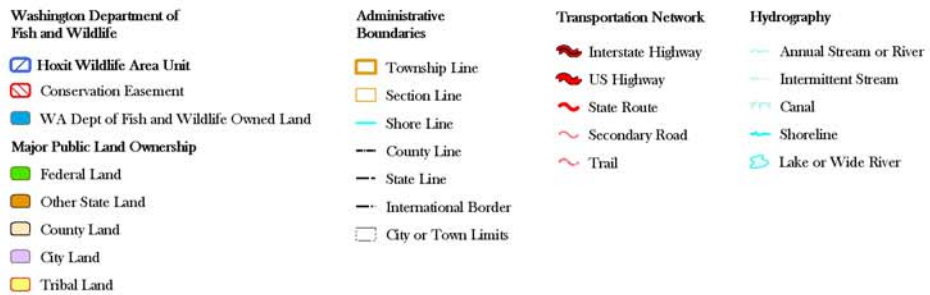 Washington Department of
Fish and Wildlife
Hoxit Wildlife Area Unit
Conservation Easement
WA Dept of Fish and Wildlife Owned Land
Major Public Land Ownership
Federal Land
Other State Land
County Land
City Land
Tribal Land
Administrative
Boundaries
Township Line
Section Line
Shore Line
County Line
State Line
International Border
City or Town Limits
Transportation Network
Interstate Highway
US Highway
State Route
Secondary Road
Trail
Hydrography
Annual Stream or River
Intermittent Stream
Canal
Shoreline
Lake or Wide River